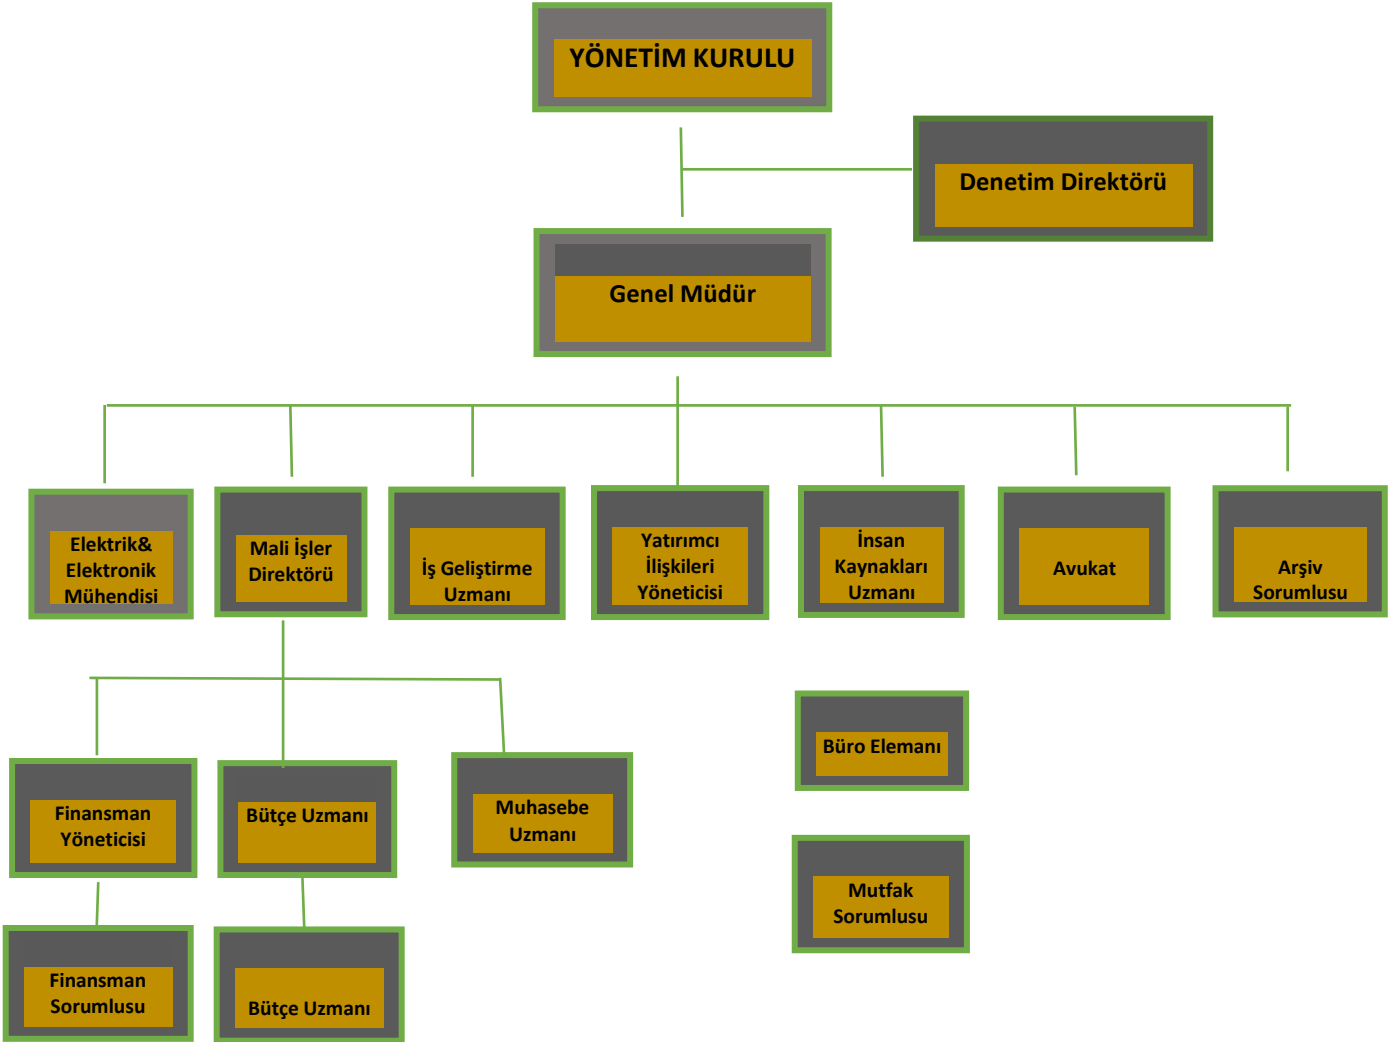 YÖNETİM KURULU
Denetim Direktörü
Genel Müdür
Elektrik&
Elektronik
Mühendisi
Mali İşler
Direktörü
İş Geliştirme
Uzmanı
Yatırımcı
İlişkileri
Yöneticisi
İnsan
Kaynakları
Uzmanı
Avukat
Arşiv
Sorumlusu
Finansman
Yöneticisi
Bütçe Uzmanı
Muhasebe
Uzmanı
Büro Elemanı
Mutfak
Sorumlusu
Finansman
Sorumlusu
Bütçe Uzmanı